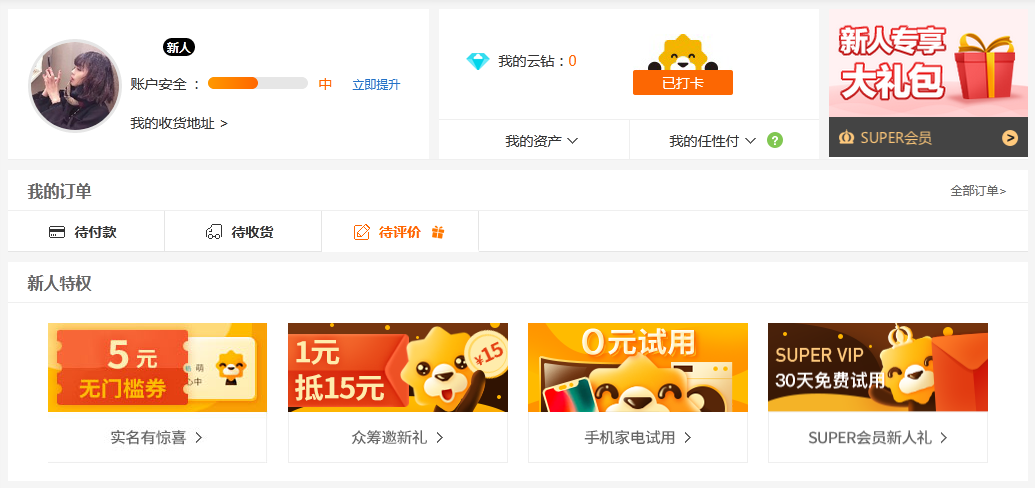 新人
账户安全 ： 中 立即提升
我的收货地址 >
我的云钻：0
已打卡
我的资产
我的任性付 ?
新人专享
大礼包
SUPER会员 >
我的订单
全部订单>
待付款
待收货
待评价
新人特权
5元
无门槛券
萌
心中
实名有惊喜 >
1元
抵15元
¥15
众筹邀新礼 >
0元试用
手机家电试用 >
SUPER VIP
30天免费试用
SUPER会员新人礼 >